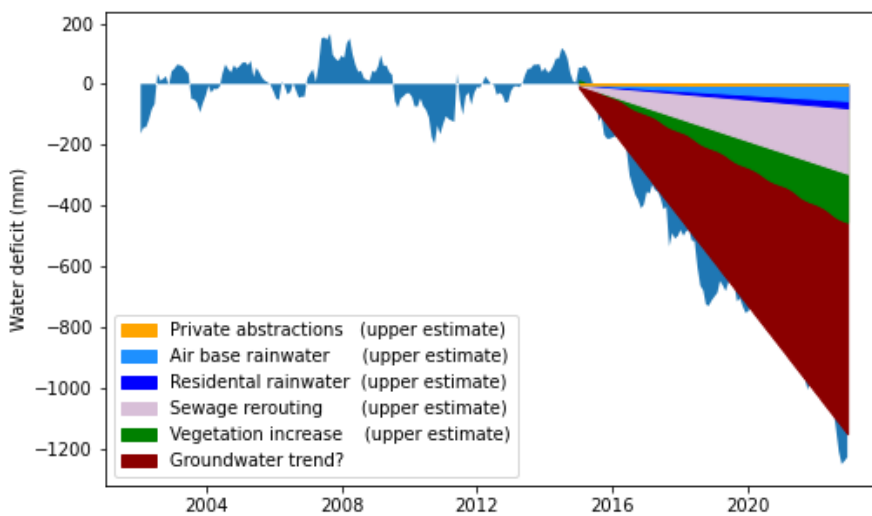 200
0
−200
−400
−600
−800
−1000
−1200
Water deficit (mm)
Private abstractions (upper estimate)
Air base rainwater (upper estimate)
Residental rainwater (upper estimate)
Sewage rerouting (upper estimate)
Vegetation increase (upper estimate)
Groundwater trend?
2004 2008 2012 2016 2020